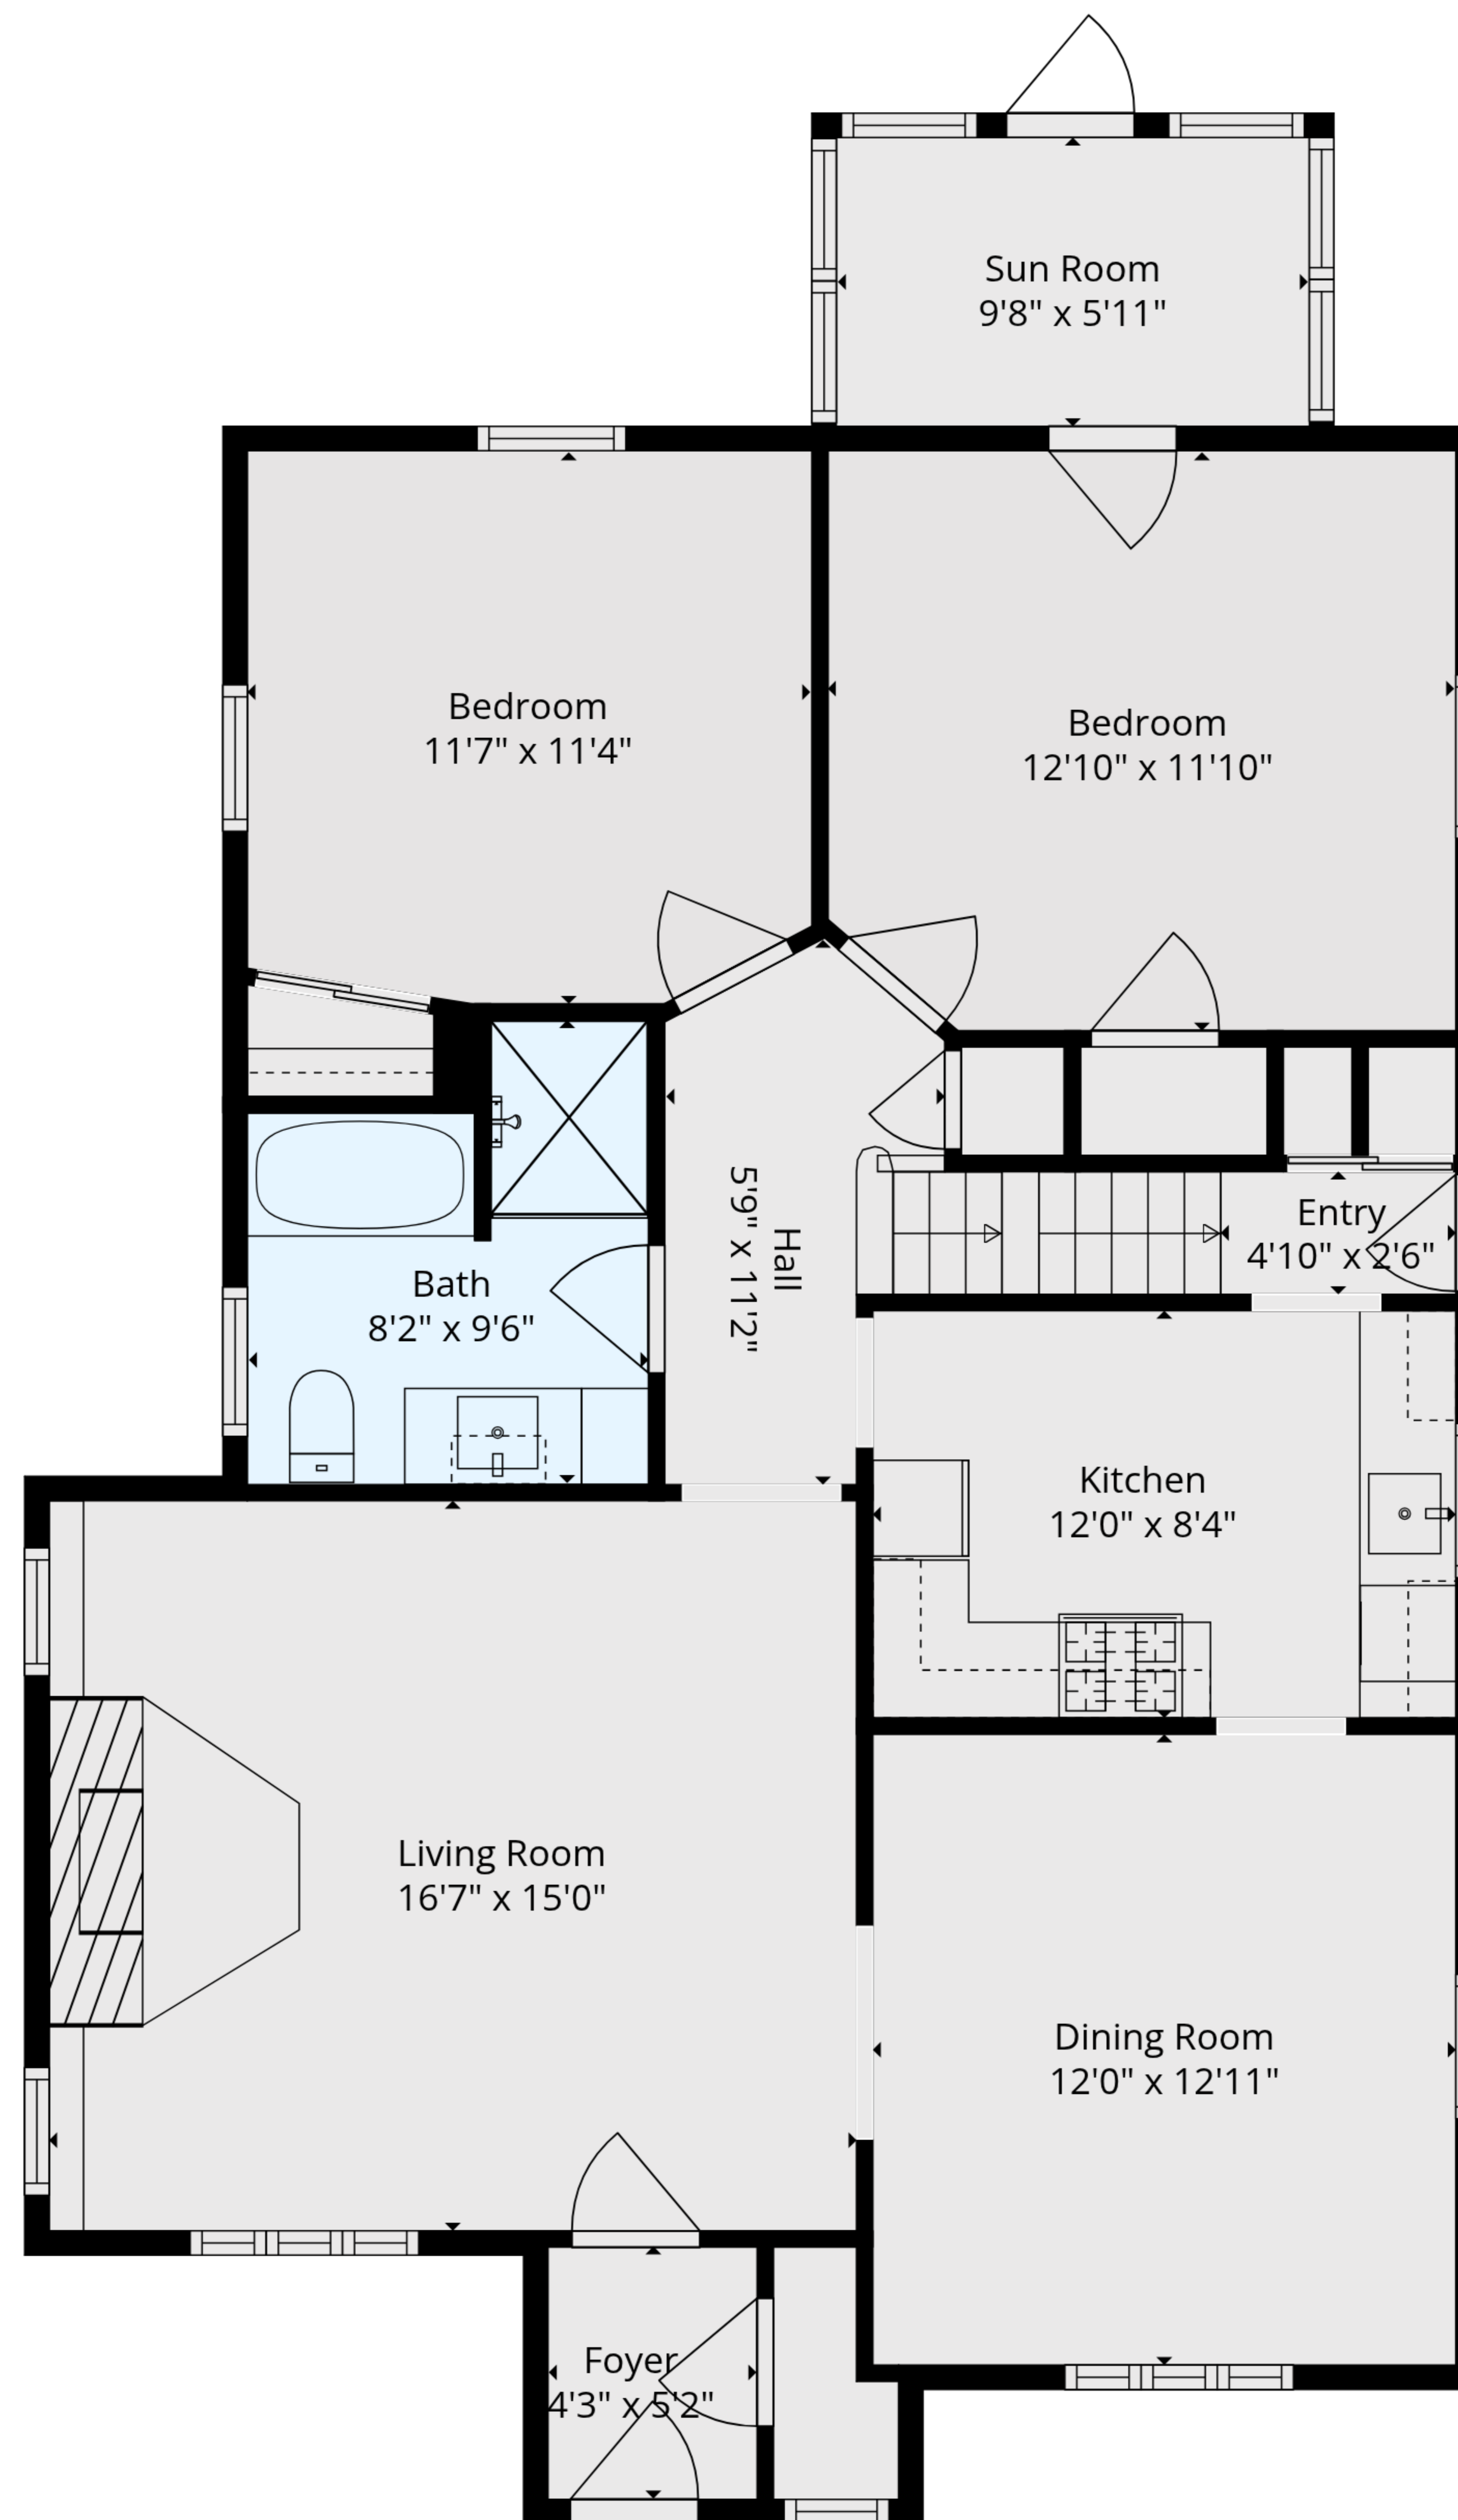 Sun Room
9'8" x 5'11"
Bedroom
11'7" x 11'4"
Bedroom
12'10" x 11'10"
Hall
5'9" x 11'2"
Entry
4'10" x 2'6"
Bath
8'2" x 9'6"
Kitchen
12'0" x 8'4"
Living Room
16'7" x 15'0"
Dining Room
12'0" x 12'11"
Foyer
4'3" x 5'2"